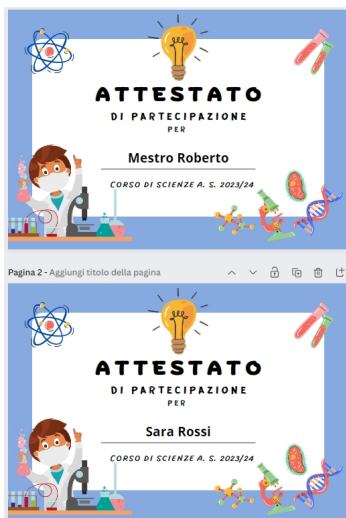 ATTESTATO
DI PARTECIPAZIONE
PER
Mestro Roberto
CORSO DI SCIENZE A. S. 2023/24
Pagina 2 - Aggiungi titolo della pagina
ATTESTATO
DI PARTECIPAZIONE
PER
Sara Rossi
CORSO DI SCIENZE A. S. 2023/24